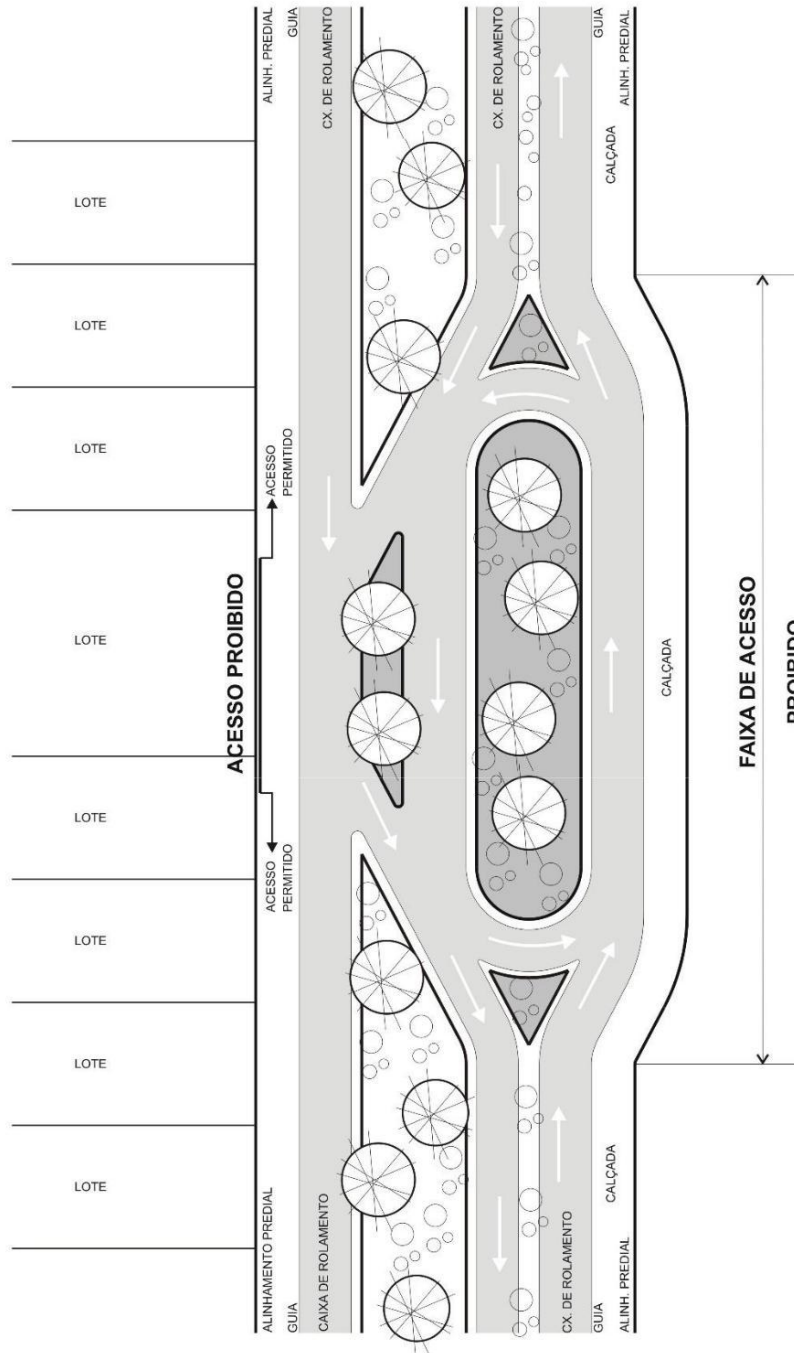 ALINH. PREDIAL
GUIA
CX. DE ROLAMENTO
CX. DE ROLAMENTO
GUIA
ALINH. PREDIAL
CALÇADA
LOTE
LOTE
LOTE
ACESSO
PERMITIDO
ACESSO PROIBIDO
LOTE
CALÇADA
FAIXA DE ACESSO
PROIBIDO
LOTE
ACESSO
PERMITIDO
LOTE
LOTE
LOTE
CALÇADA
ALINHAMENTO PREDIAL
GUIA
CAIXA DE ROLAMENTO
CX. DE ROLAMENTO
GUIA
ALINH. PREDIAL